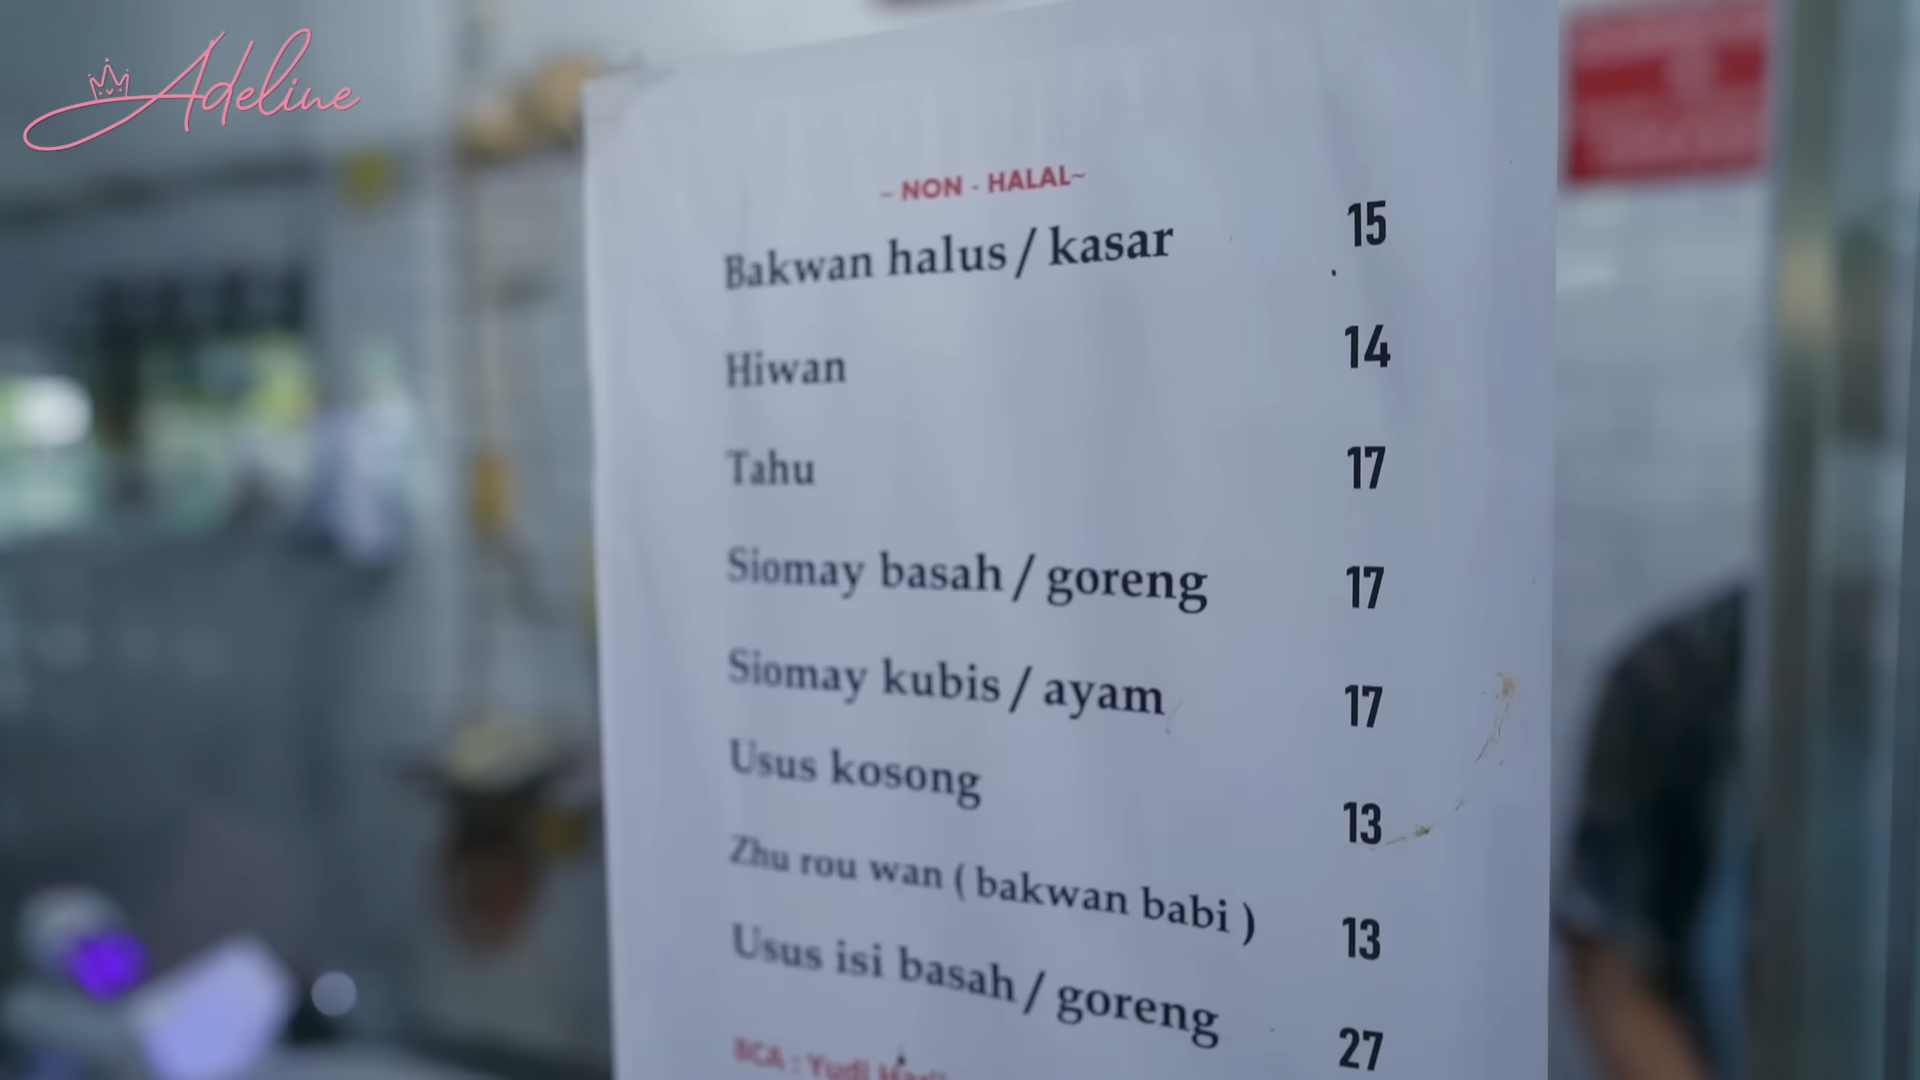 Adeline
~ NON - HALAL~
Bakwan halus / kasar 15
Hiwan 14
Tahu 17
Siomay basah / goreng 17
Siomay kubis / ayam 17
Usus kosong 13
Zhu rou wan ( bakwan babi ) 13
Usus isi basah / goreng 27
BCA : Yudi